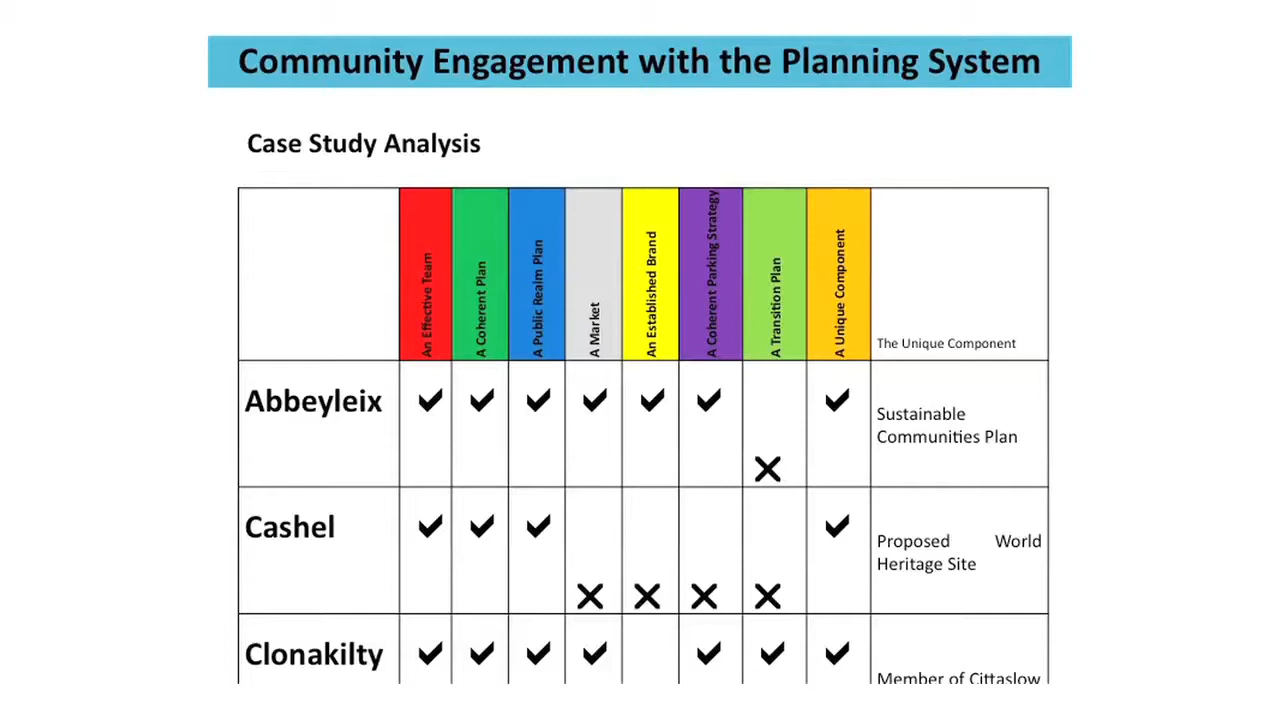 Community Engagement with the Planning System
Case Study Analysis
An Effective Team
A Coherent Plan
A Public Realm Plan
A Market
An Established Brand
A Coherent Parking Strategy
A Transition Plan
A Unique Component
The Unique Component
Abbeyleix
Sustainable
Communities Plan
Cashel
Proposed World
Heritage Site
Clonakilty
Member of Cittaslow